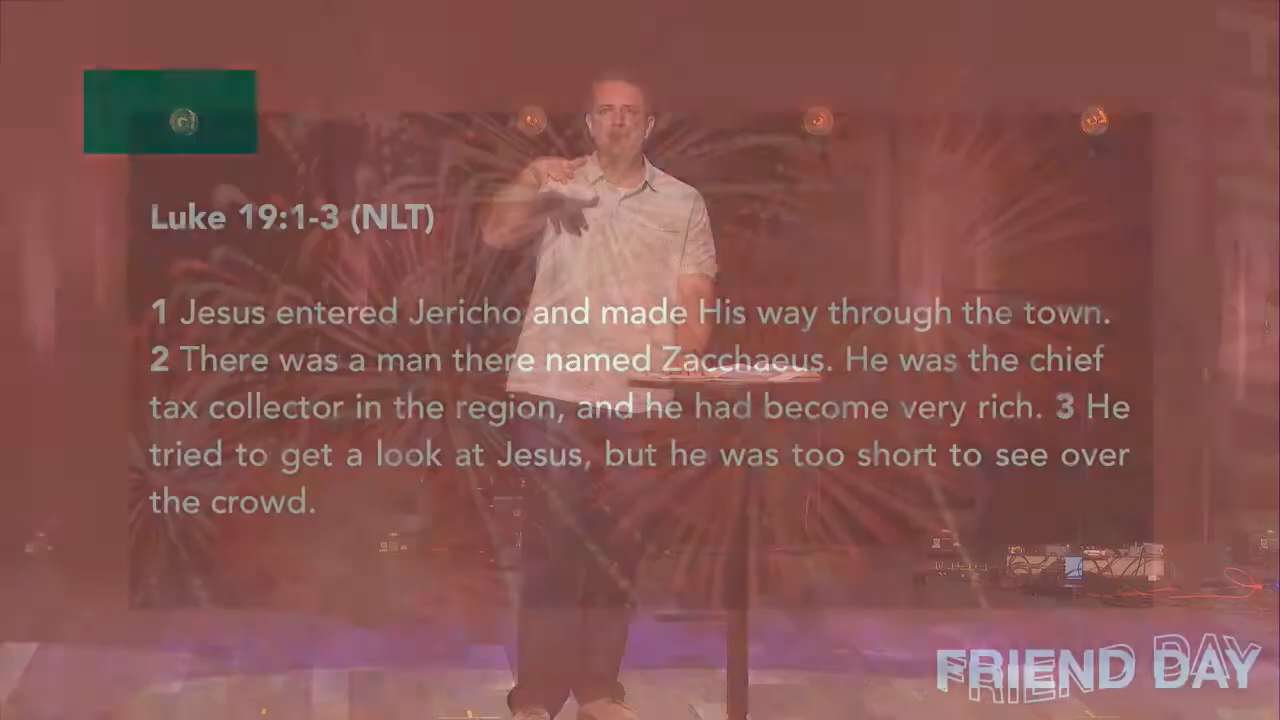 Luke 19:1-3 (NLT)
1 Jesus entered Jericho and made His way through the town.
2 There was a man there named Zacchaeus. He was the chief
tax collector in the region, and he had become very rich. 3 He
tried to get a look at Jesus, but he was too short to see over
the crowd.
FRIEND DAY
FRIEND DAY